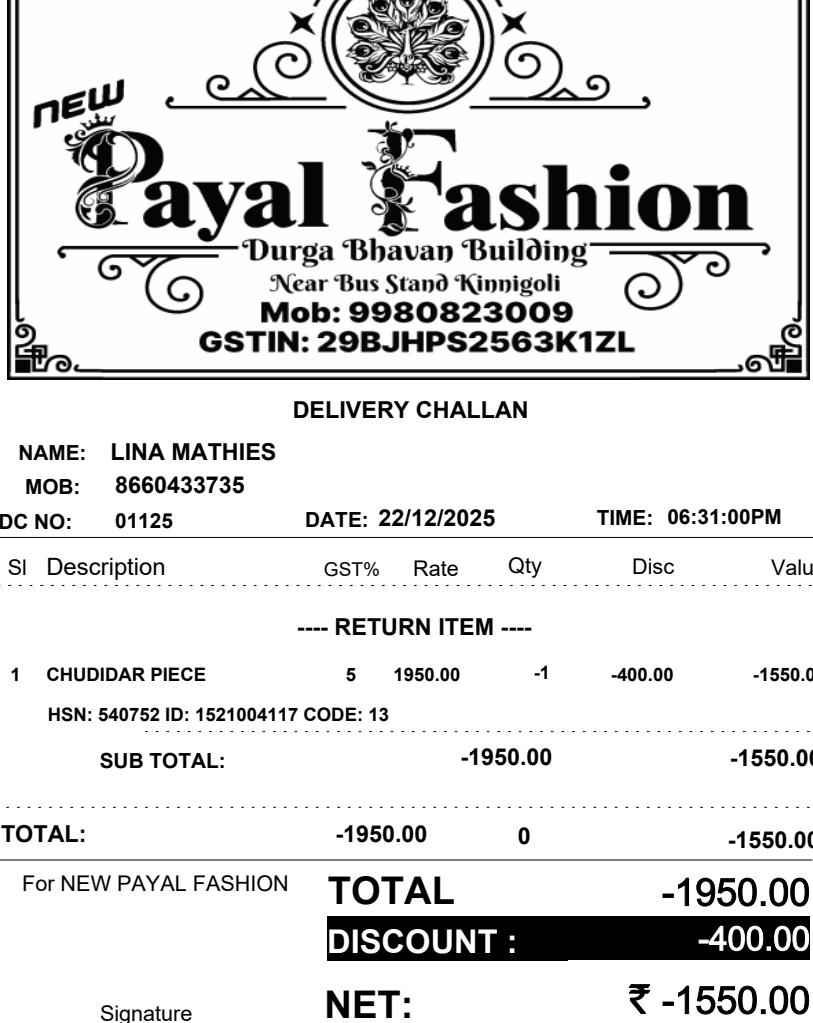 NEW
Payal Fashion
Durga Bhavan Building
Near Bus Stand Kinnigoli
Mob: 9980823009
GSTIN: 29BJHPS2563K1ZL
DELIVERY CHALLAN
NAME: LINA MATHIES
MOB: 8660433735
DC NO: 01125 DATE: 22/12/2025 TIME: 06:31:00PM
Sl Description GST% Rate Qty Disc Valu
---- RETURN ITEM ----
1 CHUDIDAR PIECE 5 1950.00 -1 -400.00 -1550.0
HSN: 540752 ID: 1521004117 CODE: 13
SUB TOTAL: -1950.00 -1550.00
TOTAL: -1950.00 0 -1550.00
For NEW PAYAL FASHION TOTAL -1950.00
DISCOUNT : -400.00
Signature NET: ₹ -1550.00